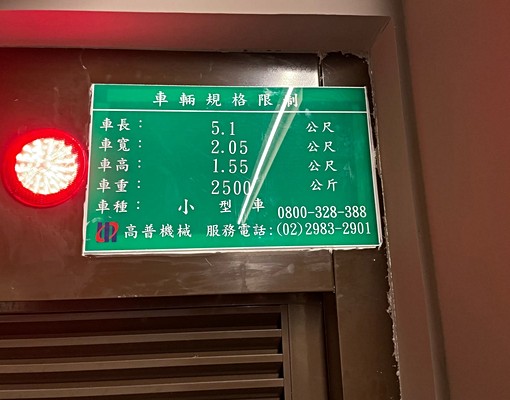 車輛規格限制
車長： 5.1 公尺
車寬： 2.05 公尺
車高： 1.55 公尺
車重： 2500 公斤
車種： 小型車 0800-328-388
高普機械 服務電話:(02)2983-2901